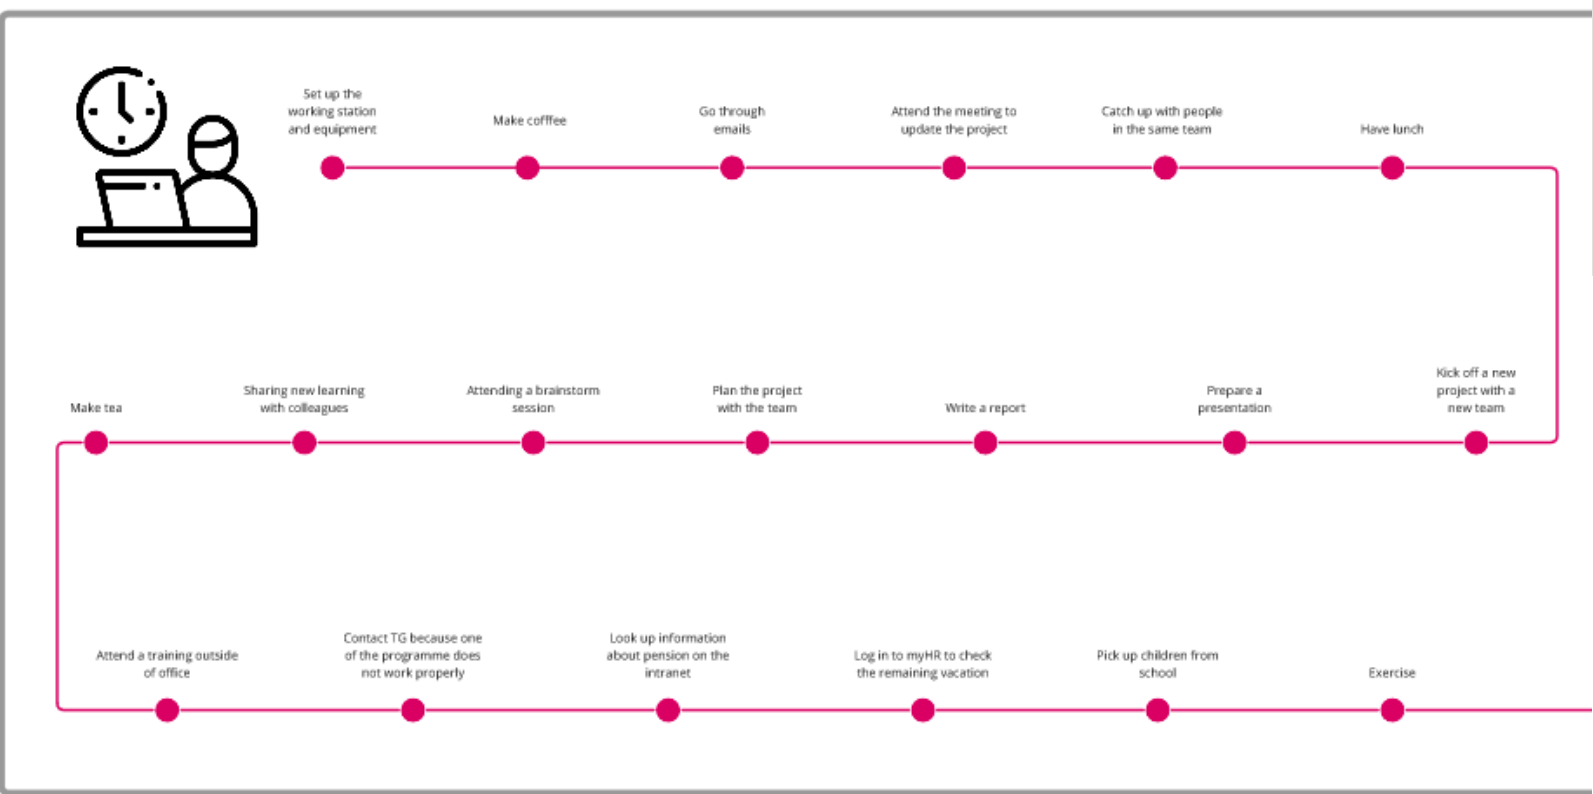 Set up the
working station
and equipment
Make cofffee
Go through
emails
Attend the meeting to
update the project
Catch up with people
in the same team
Have lunch
Kick off a new
project with a
new team
Prepare a
presentation
Write a report
Plan the project
with the team
Attending a brainstorm
session
Sharing new learning
with colleagues
Make tea
Attend a training outside
of office
Contact TG because one
of the programme does
not work properly
Look up information
about pension on the
intranet
Log in to myHR to check
the remaining vacation
Pick up children from
school
Exercise